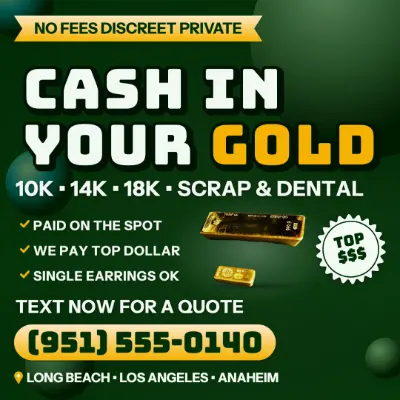 NO FEES DISCREET PRIVATE
CASH IN
YOUR GOLD
10K ▪ 14K ▪ 18K ▪ SCRAP & DENTAL
PAID ON THE SPOT
WE PAY TOP DOLLAR
SINGLE EARRINGS OK
TOP
$$$
TEXT NOW FOR A QUOTE
(951) 555-0140
LONG BEACH ▪ LOS ANGELES ▪ ANAHEIM